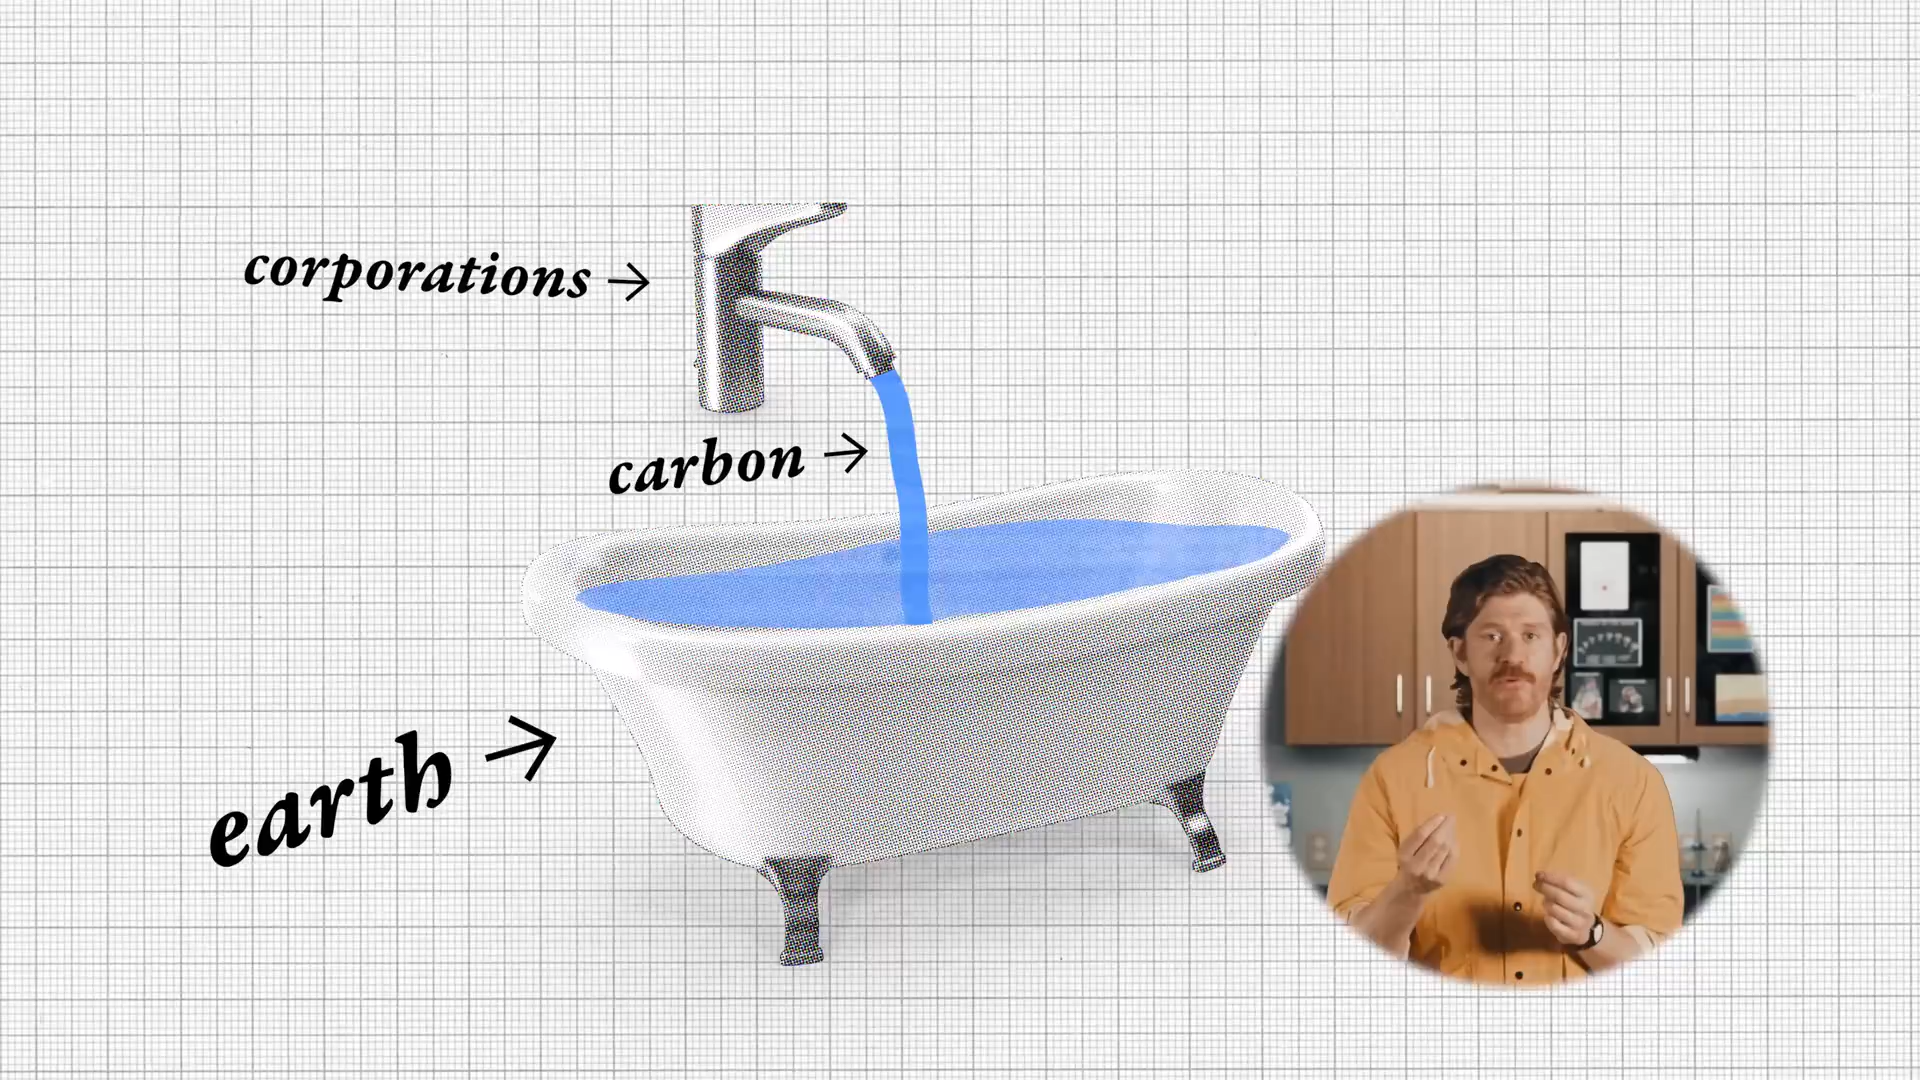 corporations →
carbon →
earth →